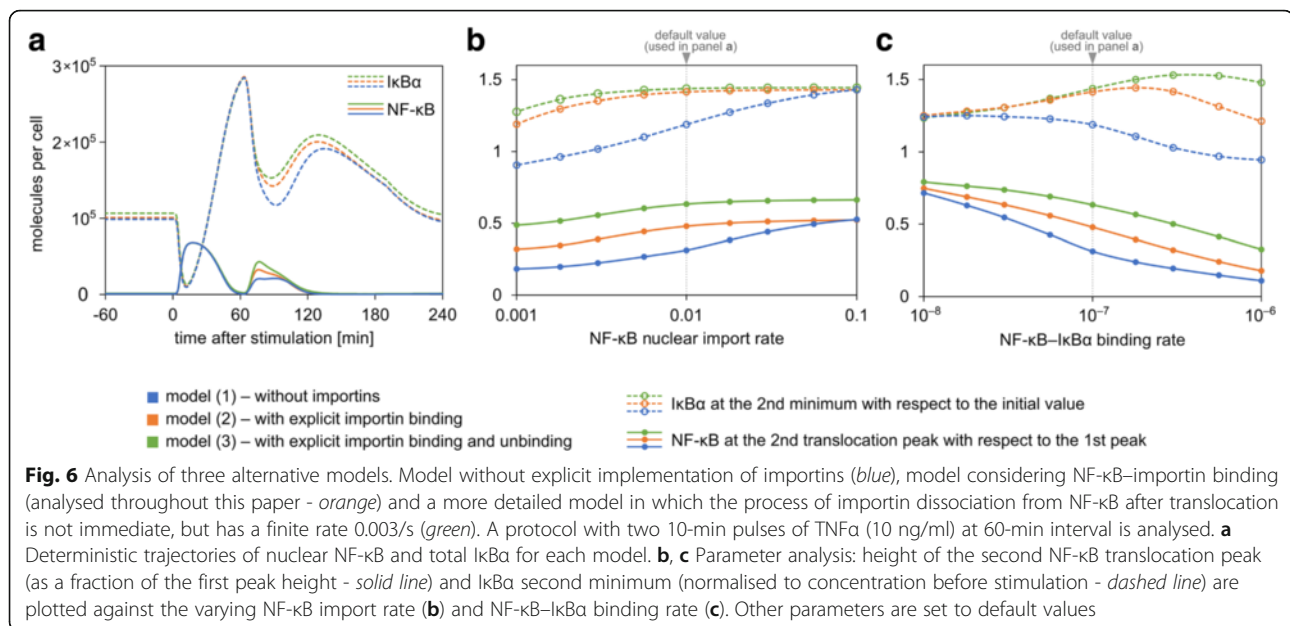 a
3×10⁵
2×10⁵
10⁵
0
molecules per cell
IκBα
NF-κB
-60
0
60
120
180
240
time after stimulation [min]
b
default value
(used in panel a)
1.5
1
0.5
0
0.001
0.01
0.1
NF-κB nuclear import rate
c
default value
(used in panel a)
1.5
1
0.5
0
10⁻⁸
10⁻⁷
10⁻⁶
NF-κB–IκBα binding rate
model (1) – without importins
model (2) – with explicit importin binding
model (3) – with explicit importin binding and unbinding
IκBα at the 2nd minimum with respect to the initial value
NF-κB at the 2nd translocation peak with respect to the 1st peak
Fig. 6 Analysis of three alternative models. Model without explicit implementation of importins (blue), model considering NF-κB–importin binding
(analysed throughout this paper - orange) and a more detailed model in which the process of importin dissociation from NF-κB after translocation
is not immediate, but has a finite rate 0.003/s (green). A protocol with two 10-min pulses of TNFα (10 ng/ml) at 60-min interval is analysed. a
Deterministic trajectories of nuclear NF-κB and total IκBα for each model. b, c Parameter analysis: height of the second NF-κB translocation peak
(as a fraction of the first peak height - solid line) and IκBα second minimum (normalised to concentration before stimulation - dashed line) are
plotted against the varying NF-κB import rate (b) and NF-κB–IκBα binding rate (c). Other parameters are set to default values